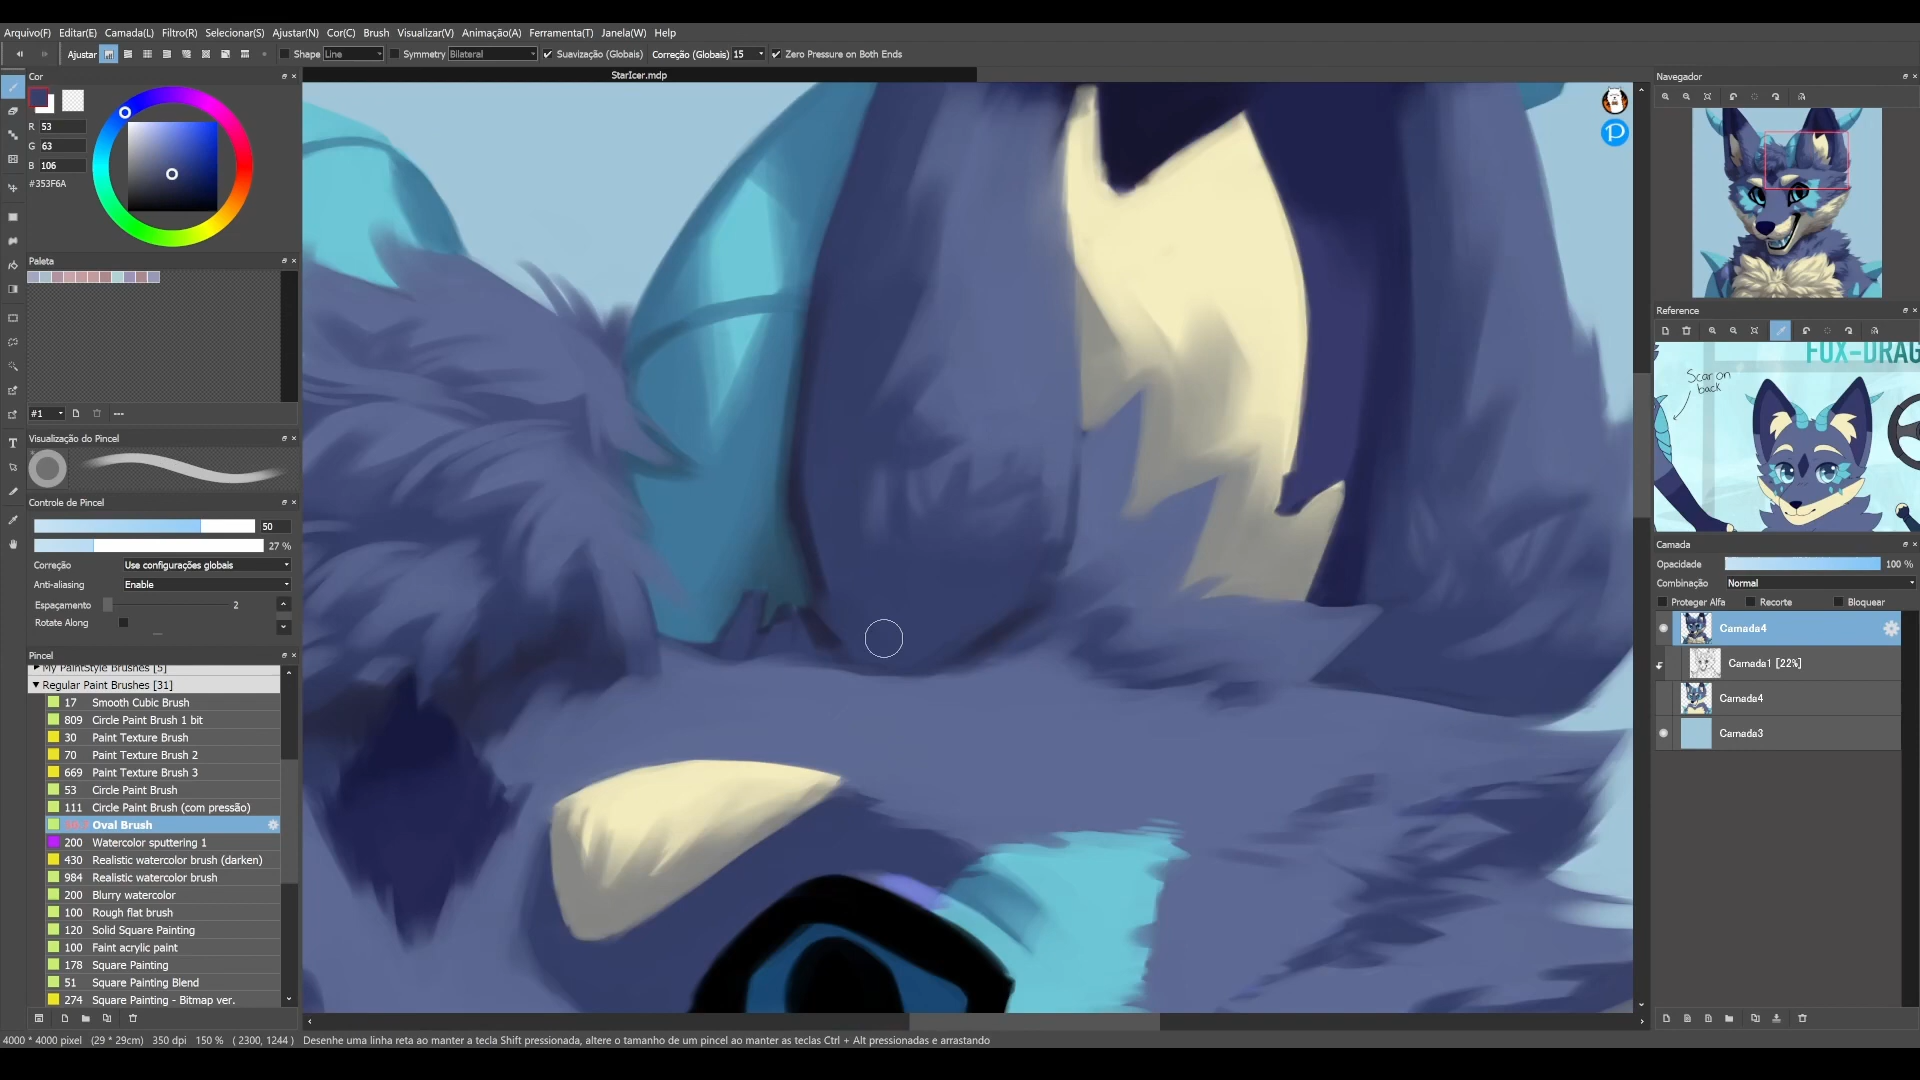 Arquivo(F) Editar(E) Camada(L) Filtro(R) Selecionar(S) Ajustar(N) Cor(C) Brush Visualizar(V) Animação(A) Ferramenta(T) Janela(W) Help
Ajustar Shape Line Symmetry Bilateral Suavização (Globais) Correção (Globais) 15 Zero Pressure on Both Ends
Cor
StarIcer.mdp
Navegador
R 53
G 63
B 106
#353F6A
Paleta
#1 ---
Visualização do Pincel
Controle de Pincel
50
27 %
Correção Use configurações globais
Anti-aliasing Enable
Espaçamento 2
Rotate Along
Pincel
My PaintStyle Brushes [5]
Regular Paint Brushes [31]
17 Smooth Cubic Brush
809 Circle Paint Brush 1 bit
30 Paint Texture Brush
70 Paint Texture Brush 2
669 Paint Texture Brush 3
53 Circle Paint Brush
111 Circle Paint Brush (com pressão)
Oval Brush
200 Watercolor sputtering 1
430 Realistic watercolor brush (darken)
984 Realistic watercolor brush
200 Blurry watercolor
100 Rough flat brush
120 Solid Square Painting
100 Faint acrylic paint
178 Square Painting
51 Square Painting Blend
274 Square Painting - Bitmap ver.
Reference
FOX-DRAG
Scar on
back
Camada
Opacidade 100 %
Combinação Normal
Proteger Alfa Recorte Bloquear
Camada4
Camada1 [22%]
Camada4
Camada3
4000 * 4000 pixel (29 * 29cm) 350 dpi 150 % ( 2300, 1244 ) Desenhe uma linha reta ao manter a tecla Shift pressionada, altere o tamanho de um pincel ao manter as teclas Ctrl + Alt pressionadas e arrastando